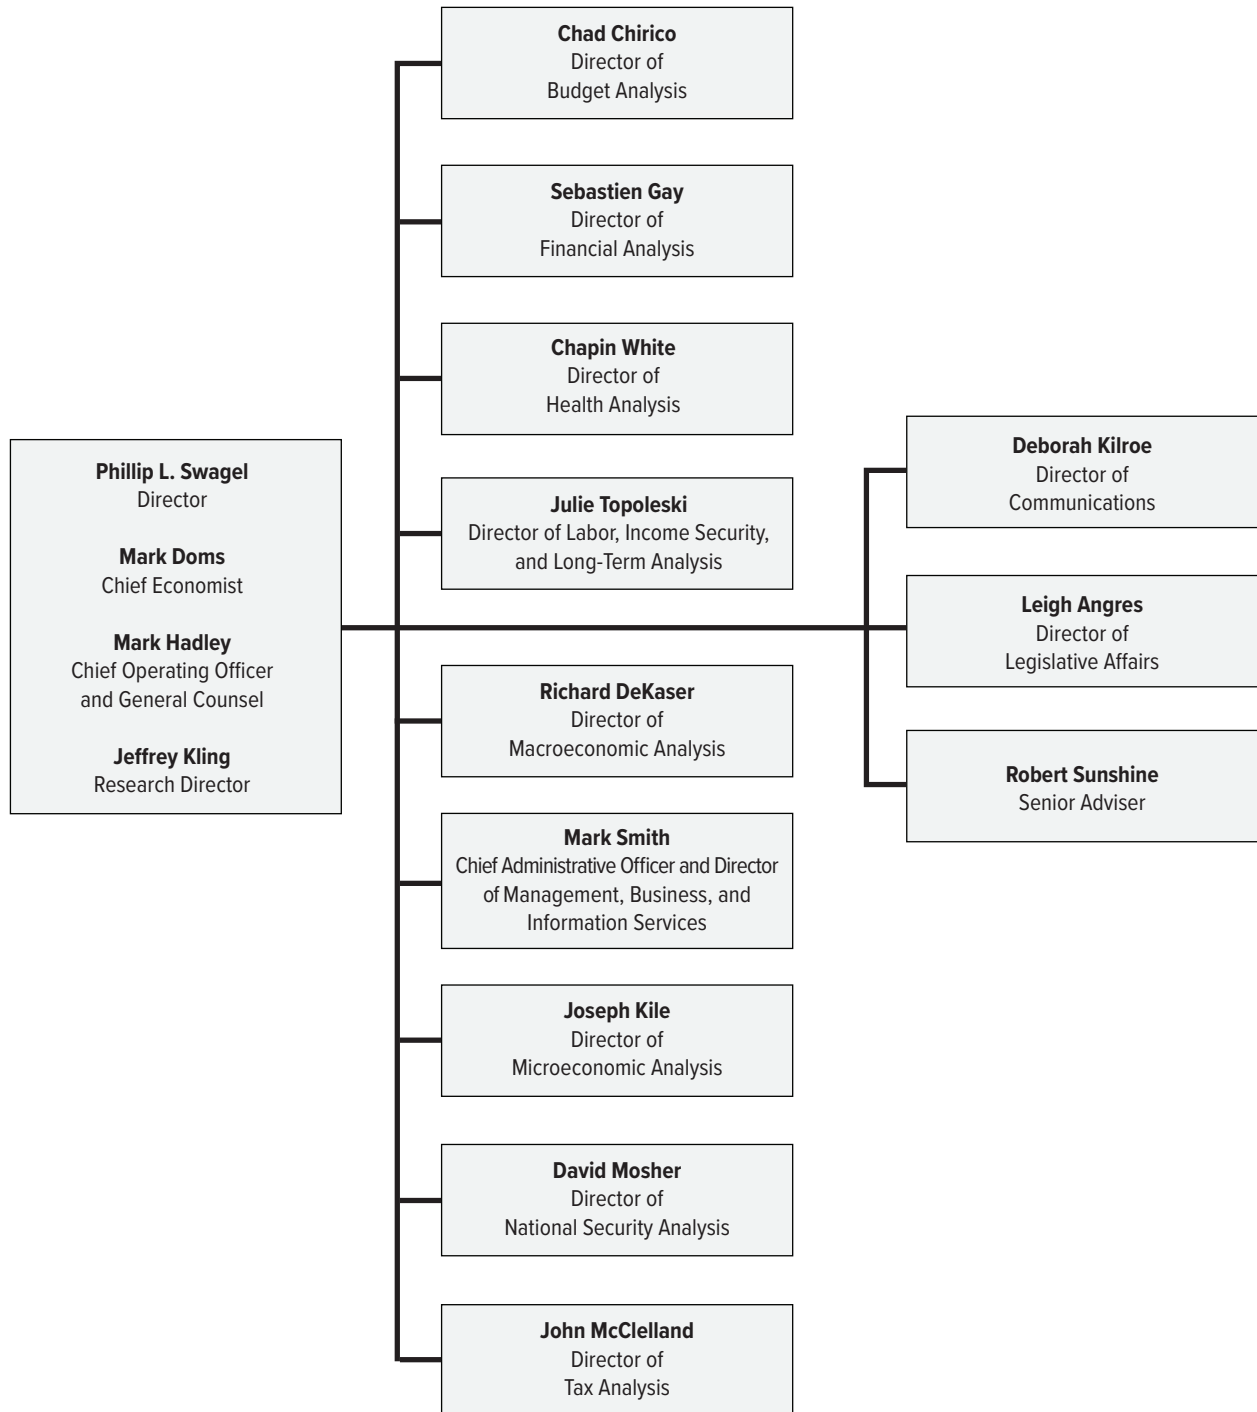 Chad Chirico
Director of
Budget Analysis
Sebastien Gay
Director of
Financial Analysis
Chapin White
Director of
Health Analysis
Julie Topoleski
Director of Labor, Income Security,
and Long-Term Analysis
Phillip L. Swagel
Director
Mark Doms
Chief Economist
Mark Hadley
Chief Operating Officer
and General Counsel
Jeffrey Kling
Research Director
Richard DeKaser
Director of
Macroeconomic Analysis
Mark Smith
Chief Administrative Officer and Director
of Management, Business, and
Information Services
Joseph Kile
Director of
Microeconomic Analysis
David Mosher
Director of
National Security Analysis
John McClelland
Director of
Tax Analysis
Deborah Kilroe
Director of
Communications
Leigh Angres
Director of
Legislative Affairs
Robert Sunshine
Senior Adviser